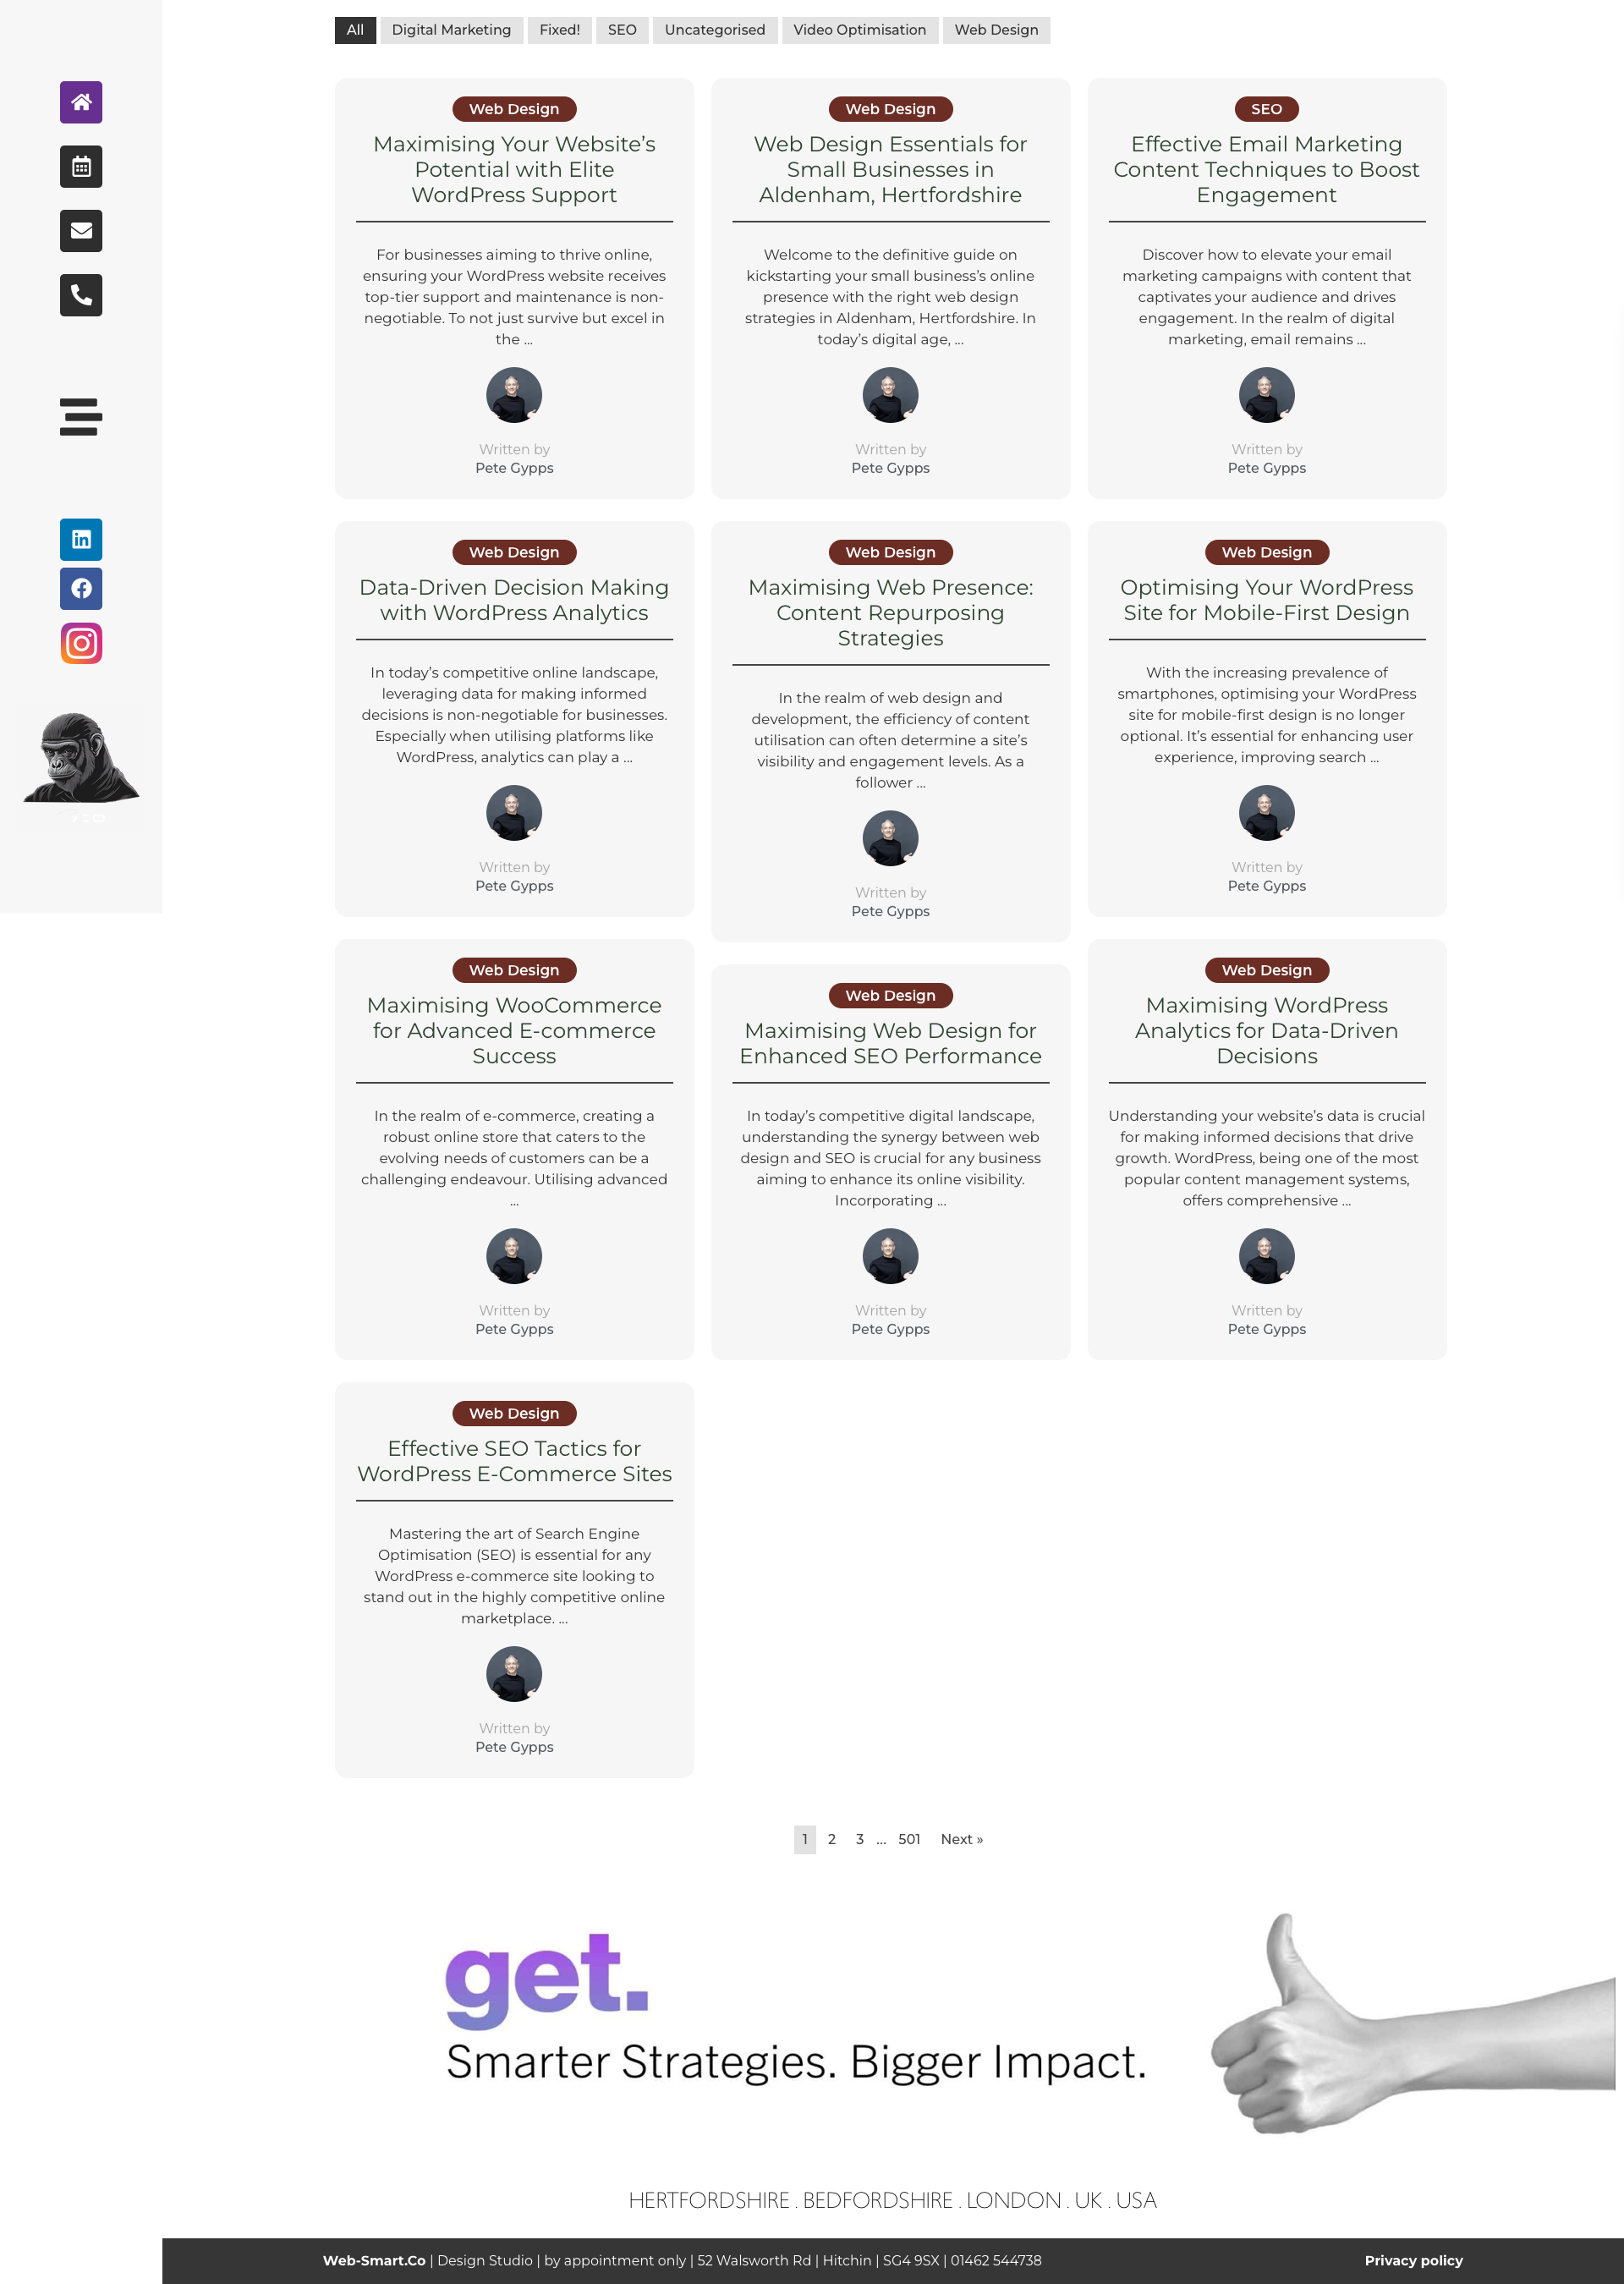 All
Digital Marketing
Fixed!
SEO
Uncategorised
Video Optimisation
Web Design
Web Design
Maximising Your Website’s
Potential with Elite
WordPress Support
For businesses aiming to thrive online,
ensuring your WordPress website receives
top-tier support and maintenance is non-
negotiable. To not just survive but excel in
the ...
Written by
Pete Gypps
Web Design
Web Design Essentials for
Small Businesses in
Aldenham, Hertfordshire
Welcome to the definitive guide on
kickstarting your small business’s online
presence with the right web design
strategies in Aldenham, Hertfordshire. In
today’s digital age, ...
Written by
Pete Gypps
SEO
Effective Email Marketing
Content Techniques to Boost
Engagement
Discover how to elevate your email
marketing campaigns with content that
captivates your audience and drives
engagement. In the realm of digital
marketing, email remains ...
Written by
Pete Gypps
Web Design
Data-Driven Decision Making
with WordPress Analytics
In today’s competitive online landscape,
leveraging data for making informed
decisions is non-negotiable for businesses.
Especially when utilising platforms like
WordPress, analytics can play a ...
Written by
Pete Gypps
Web Design
Maximising Web Presence:
Content Repurposing
Strategies
In the realm of web design and
development, the efficiency of content
utilisation can often determine a site’s
visibility and engagement levels. As a
follower ...
Written by
Pete Gypps
Web Design
Optimising Your WordPress
Site for Mobile-First Design
With the increasing prevalence of
smartphones, optimising your WordPress
site for mobile-first design is no longer
optional. It’s essential for enhancing user
experience, improving search ...
Written by
Pete Gypps
Web Design
Maximising WooCommerce
for Advanced E-commerce
Success
In the realm of e-commerce, creating a
robust online store that caters to the
evolving needs of customers can be a
challenging endeavour. Utilising advanced
...
Written by
Pete Gypps
Web Design
Maximising Web Design for
Enhanced SEO Performance
In today’s competitive digital landscape,
understanding the synergy between web
design and SEO is crucial for any business
aiming to enhance its online visibility.
Incorporating ...
Written by
Pete Gypps
Web Design
Maximising WordPress
Analytics for Data-Driven
Decisions
Understanding your website’s data is crucial
for making informed decisions that drive
growth. WordPress, being one of the most
popular content management systems,
offers comprehensive ...
Written by
Pete Gypps
Web Design
Effective SEO Tactics for
WordPress E-Commerce Sites
Mastering the art of Search Engine
Optimisation (SEO) is essential for any
WordPress e-commerce site looking to
stand out in the highly competitive online
marketplace. ...
Written by
Pete Gypps
1 2 3 ... 501 Next »
get.
Smarter Strategies. Bigger Impact.
HERTFORDSHIRE . BEDFORDSHIRE . LONDON . UK . USA
Web-Smart.Co | Design Studio | by appointment only | 52 Walsworth Rd | Hitchin | SG4 9SX | 01462 544738
Privacy policy